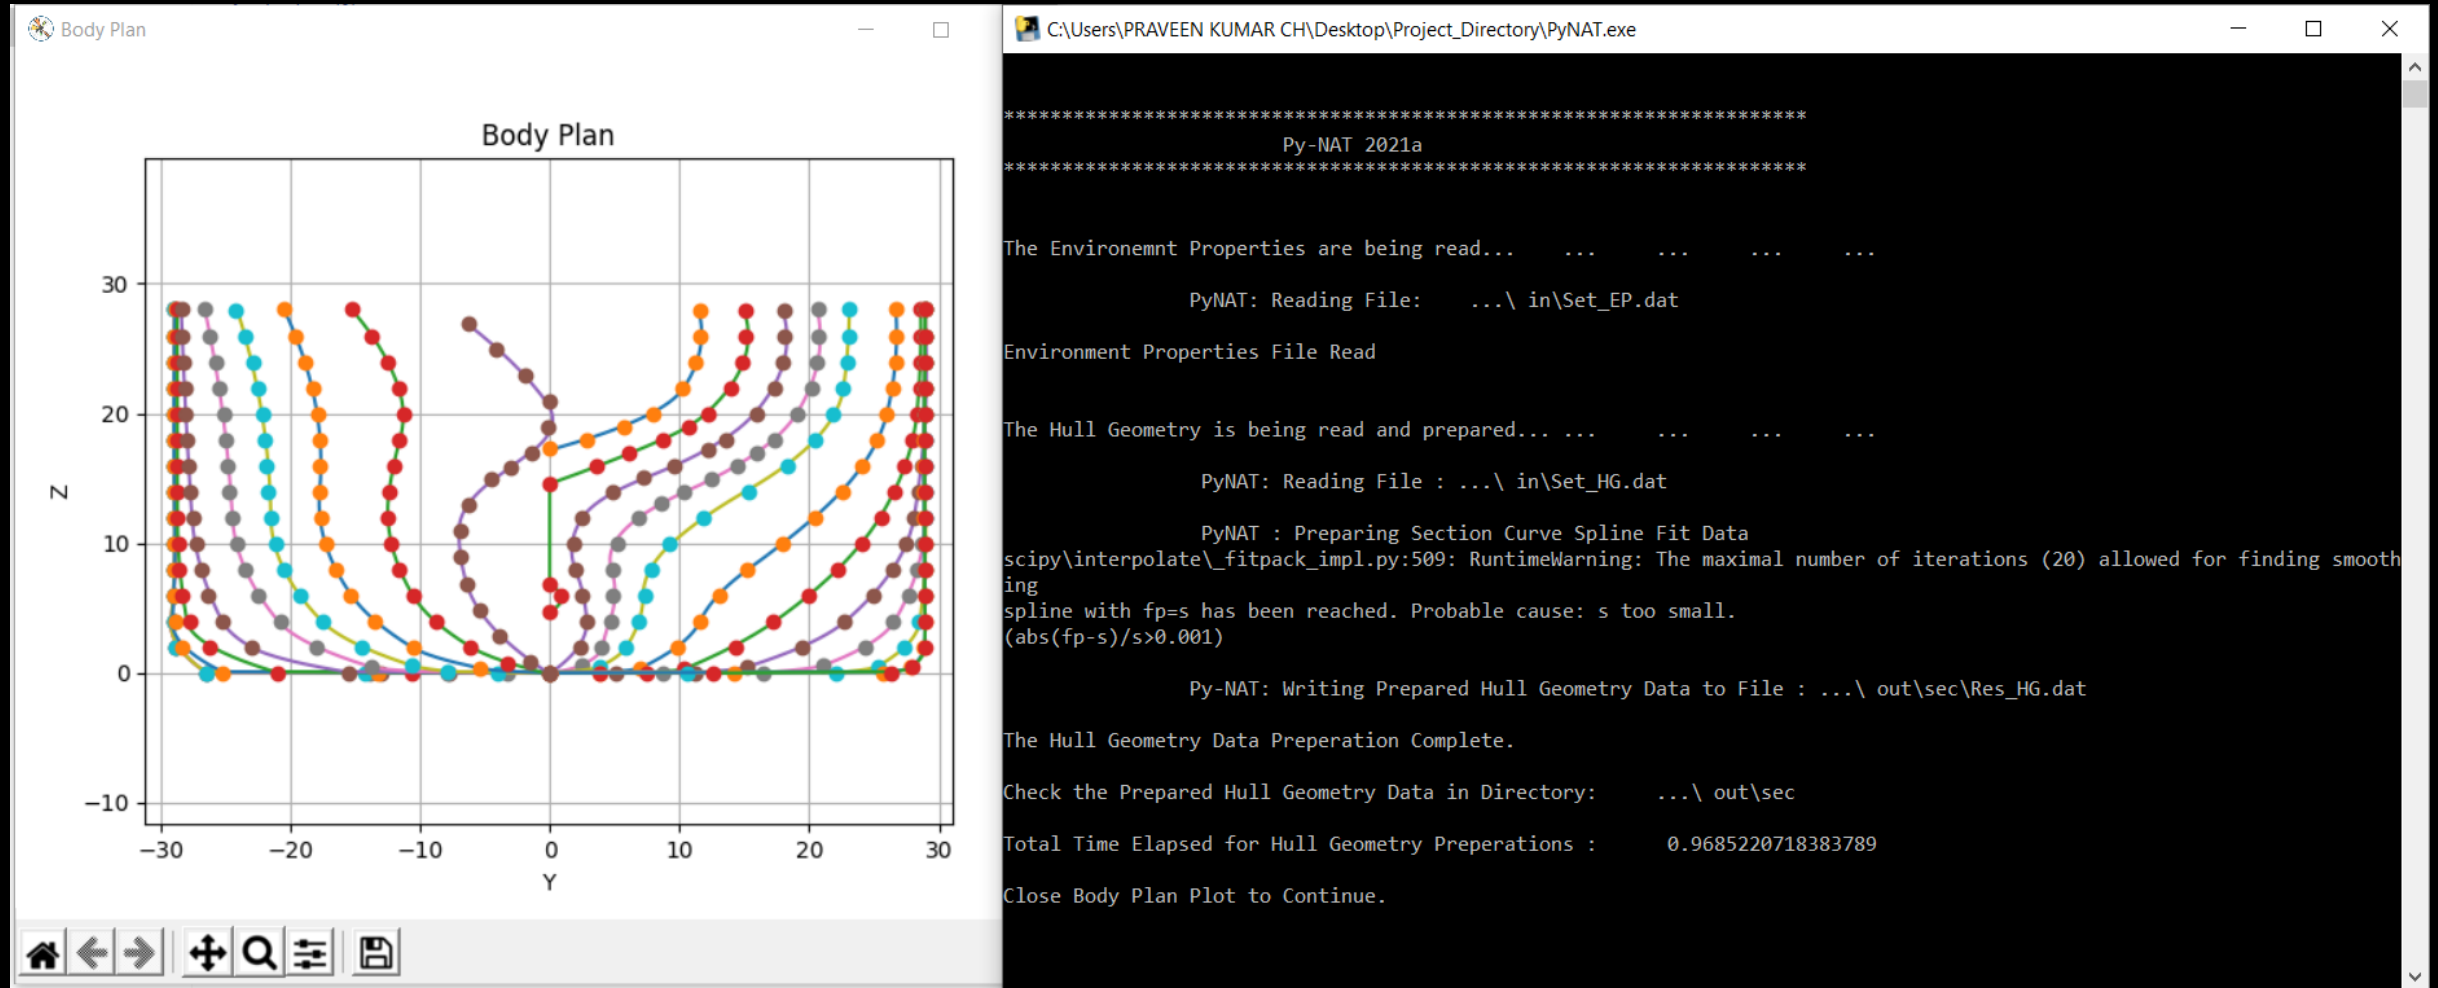 Body Plan
Body Plan
Z
30
20
10
0
−10
−30
−20
−10
0
10
20
30
Y
C:\Users\PRAVEEN KUMAR CH\Desktop\Project_Directory\PyNAT.exe
*********************************************************************
Py-NAT 2021a
*********************************************************************
The Environemnt Properties are being read... ... ... ... ...
PyNAT: Reading File: ...\ in\Set_EP.dat
Environment Properties File Read
The Hull Geometry is being read and prepared... ... ... ... ...
PyNAT: Reading File : ...\ in\Set_HG.dat
PyNAT : Preparing Section Curve Spline Fit Data
scipy\interpolate\_fitpack_impl.py:509: RuntimeWarning: The maximal number of iterations (20) allowed for finding smooth
ing
spline with fp=s has been reached. Probable cause: s too small.
(abs(fp-s)/s>0.001)
Py-NAT: Writing Prepared Hull Geometry Data to File : ...\ out\sec\Res_HG.dat
The Hull Geometry Data Preperation Complete.
Check the Prepared Hull Geometry Data in Directory: ...\ out\sec
Total Time Elapsed for Hull Geometry Preperations : 0.9685220718383789
Close Body Plan Plot to Continue.